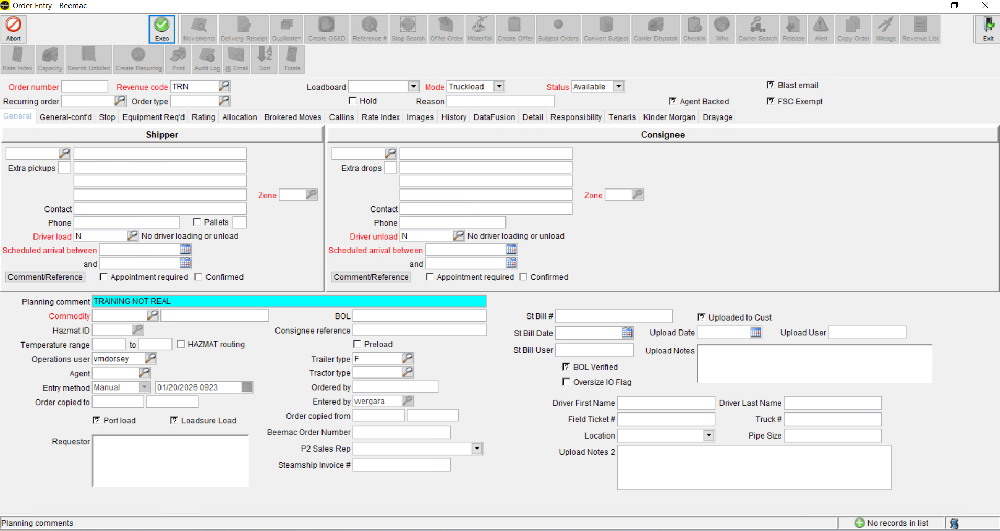 Order Entry - Beemac
Abort
Exec
Movements
Delivery Receipt
Duplicate=
Create OS&D
Reference #
Stop Search
Offer Order
Waterfall
Create Offer
Subject Orders
Convert Subject
Carrier Dispatch
Checkin
Who
Carrier Search
Release
Alert
Copy Order
Mileage
Revenue List
Exit
Rate Index
Capacity
Search Unbilled
Create Recurring
Print
Audit Log
@ Email
Sort
Totals
Order number
Revenue code TRN
Loadboard
Mode Truckload
Status Available
? Blast email
Recurring order
Order type
Hold
Reason
? Agent Backed
? FSC Exempt
General
General-cont'd
Stop
Equipment Req'd
Rating
Allocation
Brokered Moves
Callins
Rate Index
Images
History
DataFusion
Detail
Responsibility
Tenaris
Kinder Morgan
Drayage
Shipper
Extra pickups
Zone
Contact
Phone
Pallets
Driver load N No driver loading or unload
Scheduled arrival between
and
Comment/Reference
Appointment required
Confirmed
Consignee
Extra drops
Zone
Contact
Phone
Driver unload N No driver loading or unload
Scheduled arrival between
and
Comment/Reference
Appointment required
Confirmed
Planning comment TRAINING NOT REAL
Commodity
Hazmat ID
Temperature range to
HAZMAT routing
Operations user vmdorsey
Agent
Entry method Manual 01/20/2026 0923
Order copied to
? Port load
? Loadsure Load
Requestor
BOL
Consignee reference
Preload
Trailer type F
Tractor type
Ordered by
Entered by vvergara
Order copied from
Beemac Order Number
P2 Sales Rep
Steamship Invoice #
St Bill #
St Bill Date
St Bill User
? BOL Verified
Oversize IO Flag
? Uploaded to Cust
Upload Date
Upload User
Upload Notes
Driver First Name
Driver Last Name
Field Ticket #
Truck #
Location
Pipe Size
Upload Notes 2
Planning comments
No records in list